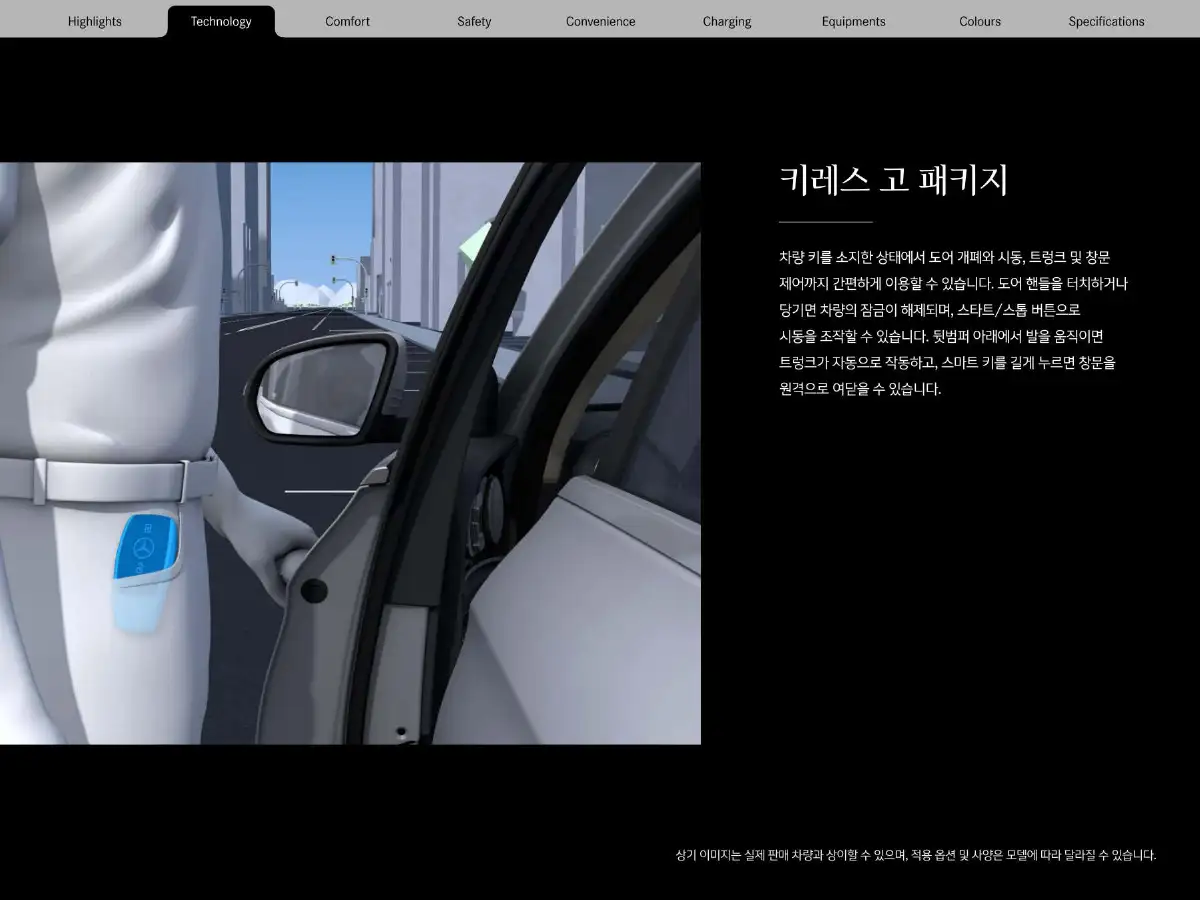 Highlights
Technology
Comfort
Safety
Convenience
Charging
Equipments
Colours
Specifications
키레스 고 패키지
차량 키를 소지한 상태에서 도어 개폐와 시동, 트렁크 및 창문
제어까지 간편하게 이용할 수 있습니다. 도어 핸들을 터치하거나
당기면 차량의 잠금이 해제되며, 스타트/스톱 버튼으로
시동을 조작할 수 있습니다. 뒷범퍼 아래에서 발을 움직이면
트렁크가 자동으로 작동하고, 스마트 키를 길게 누르면 창문을
원격으로 여닫을 수 있습니다.
상기 이미지는 실제 판매 차량과 상이할 수 있으며, 적용 옵션 및 사양은 모델에 따라 달라질 수 있습니다.